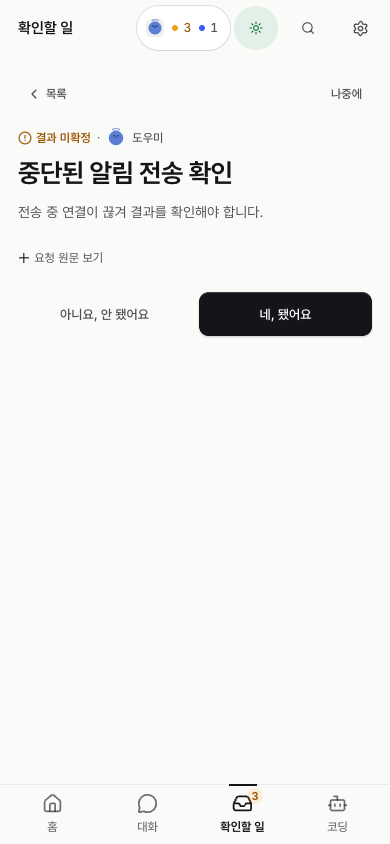 확인할 일
3
1
목록
나중에
결과 미확정 · 도우미
중단된 알림 전송 확인
전송 중 연결이 끊겨 결과를 확인해야 합니다.
+ 요청 원문 보기
아니요, 안 됐어요
네, 됐어요
3
홈
대화
확인할 일
코딩